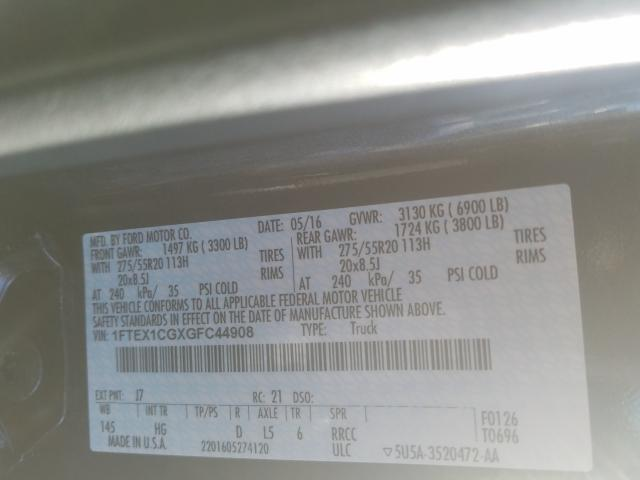 MFD. BY FORD MOTOR CO. DATE: 05/16 GVWR: 3130 KG ( 6900 LB)
FRONT GAWR: 1497 KG ( 3300 LB) REAR GAWR: 1724 KG ( 3800 LB)
WITH 275/55R20 113H TIRES WITH 275/55R20 113H TIRES
20x8.5J RIMS 20x8.5J RIMS
AT 240 kPa/ 35 PSI COLD AT 240 kPa/ 35 PSI COLD
THIS VEHICLE CONFORMS TO ALL APPLICABLE FEDERAL MOTOR VEHICLE
SAFETY STANDARDS IN EFFECT ON THE DATE OF MANUFACTURE SHOWN ABOVE.
VIN: 1FTEX1CGXGFC44908 TYPE: Truck
EXT PNT: J7 RC: 21 DSO:
WB INT TR TP/PS R AXLE TR SPR F0126
145 HG D L5 6 RRCC T0696
MADE IN U.S.A. 2201605274120 ULC ▽5U5A-3520472-AA